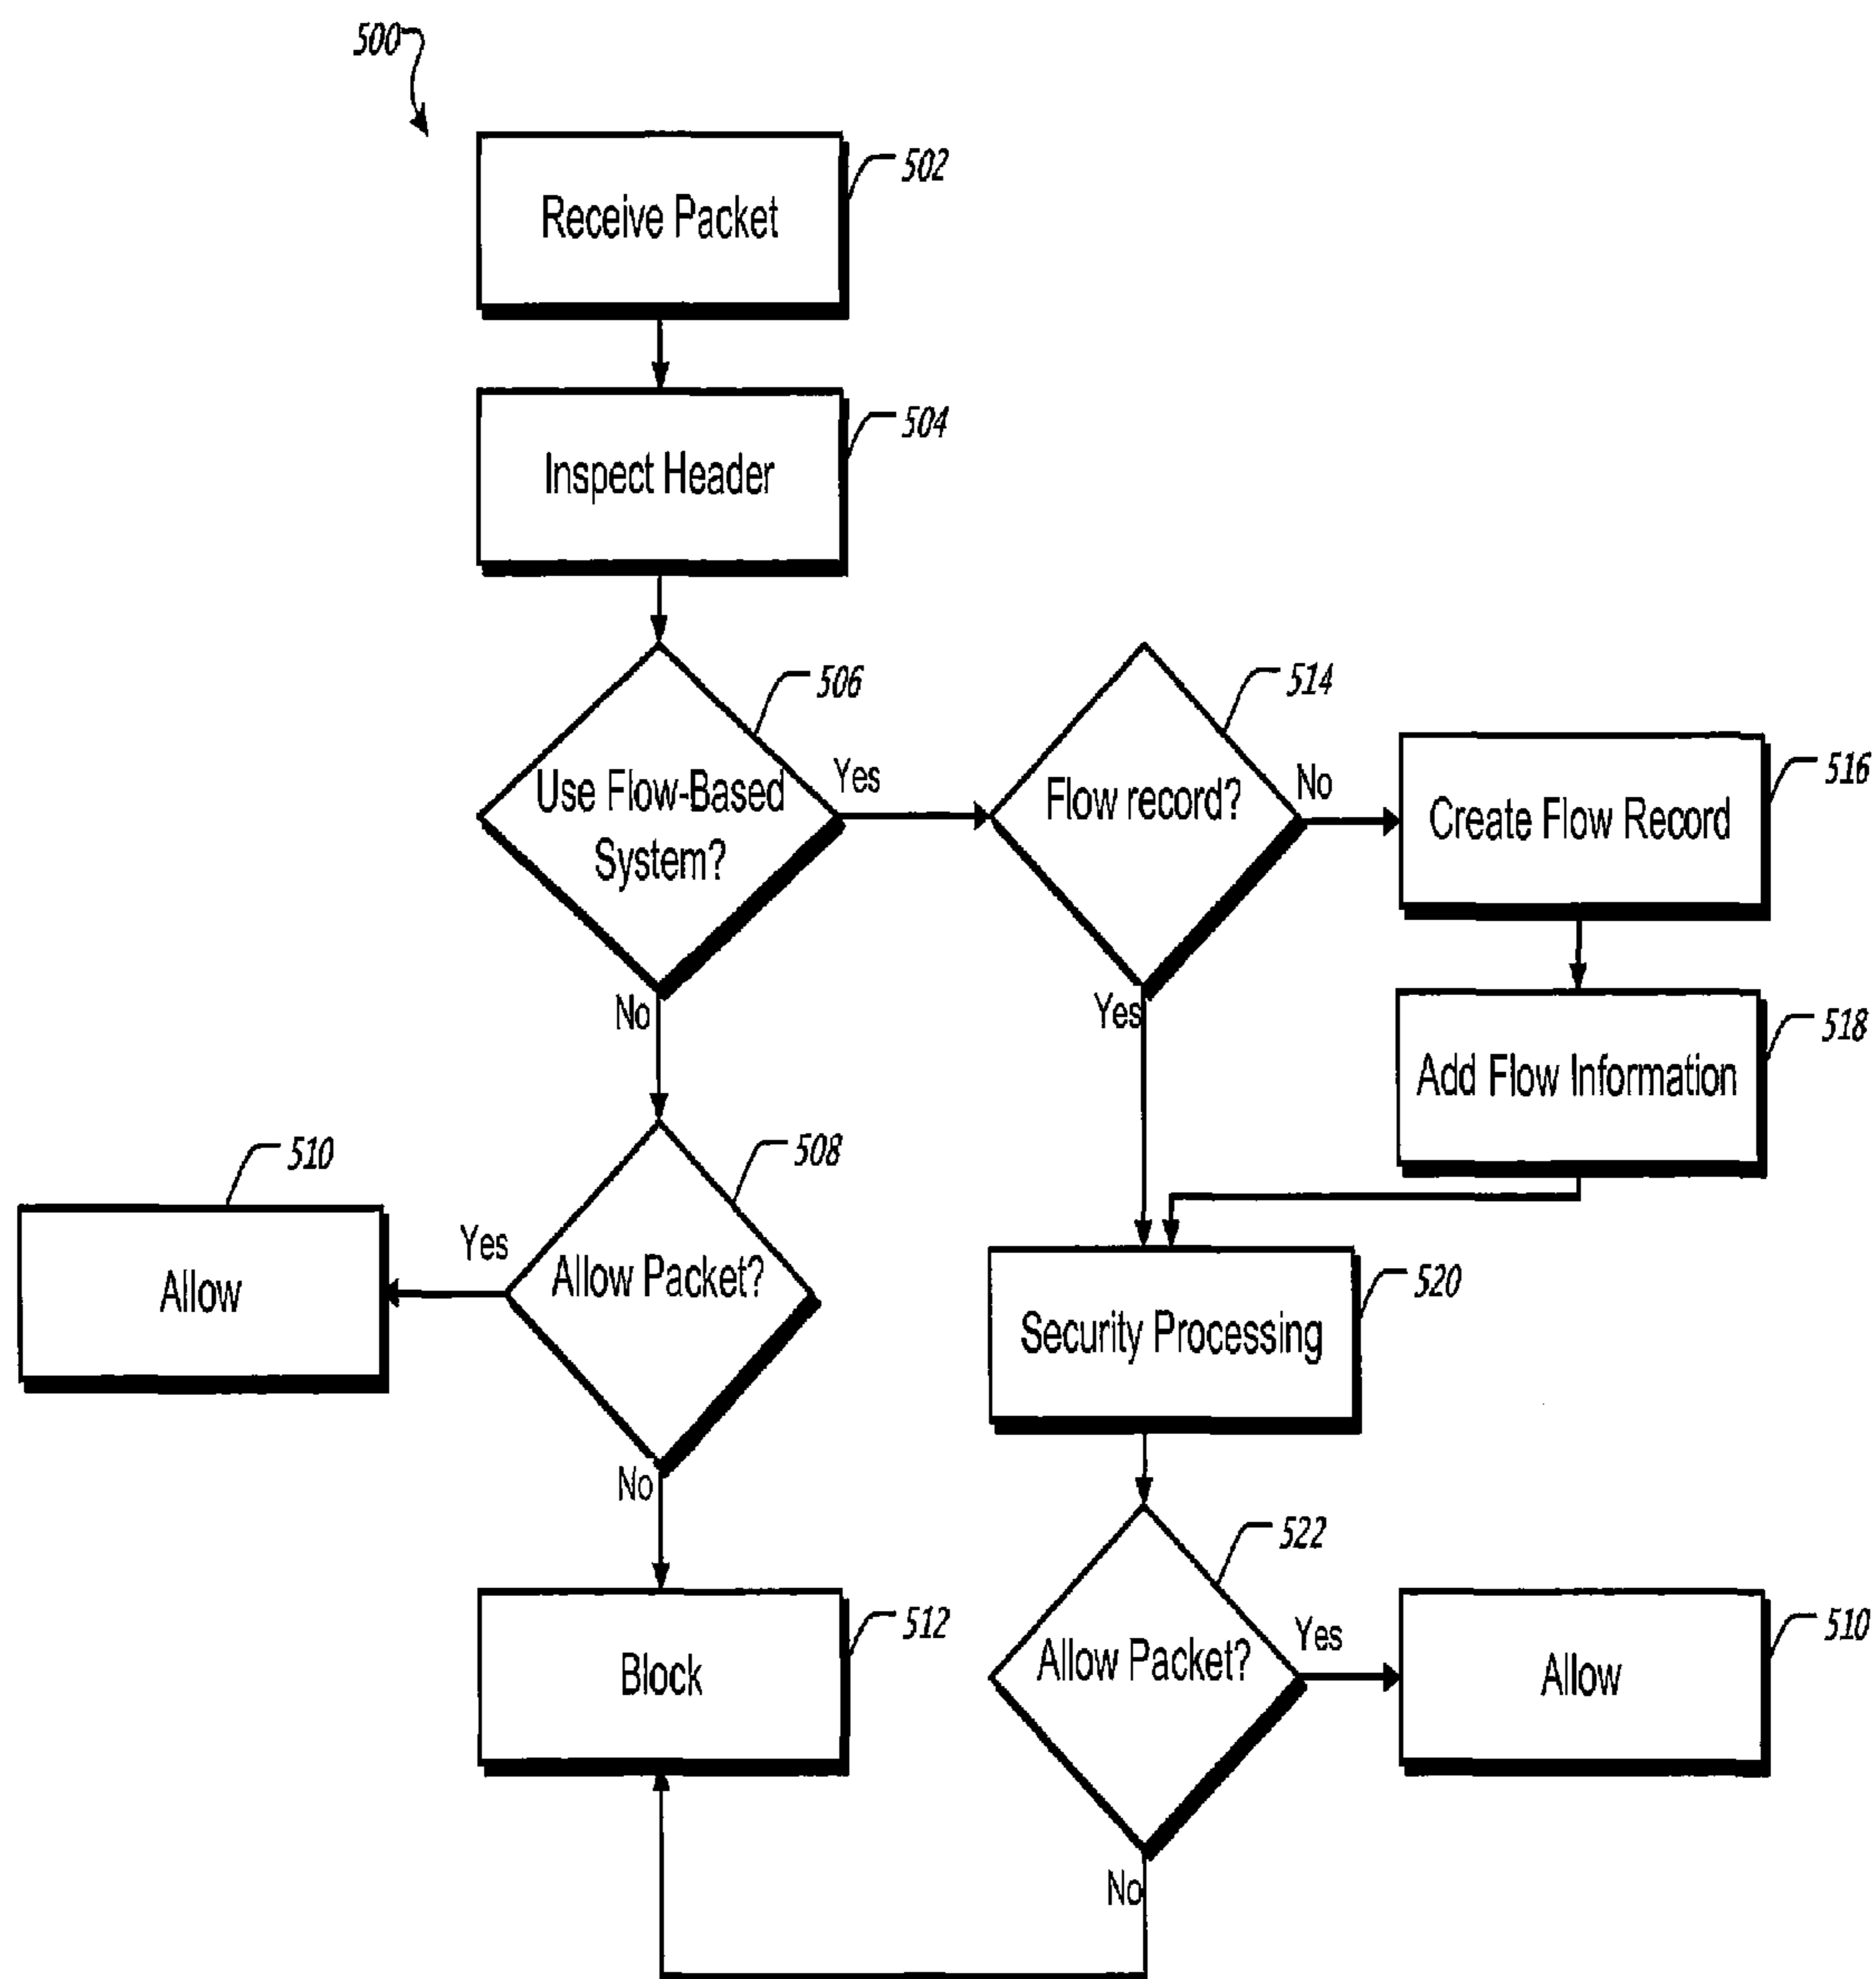 500
502
Receive Packet
504
Inspect Header
506
514
Use Flow-Based
System?
Yes
Flow record?
No
516
Create Flow Record
No
Yes
518
Add Flow Information
510
508
Allow
Yes
Allow Packet?
520
Security Processing
No
522
512
Block
Allow Packet?
Yes
510
Allow
No